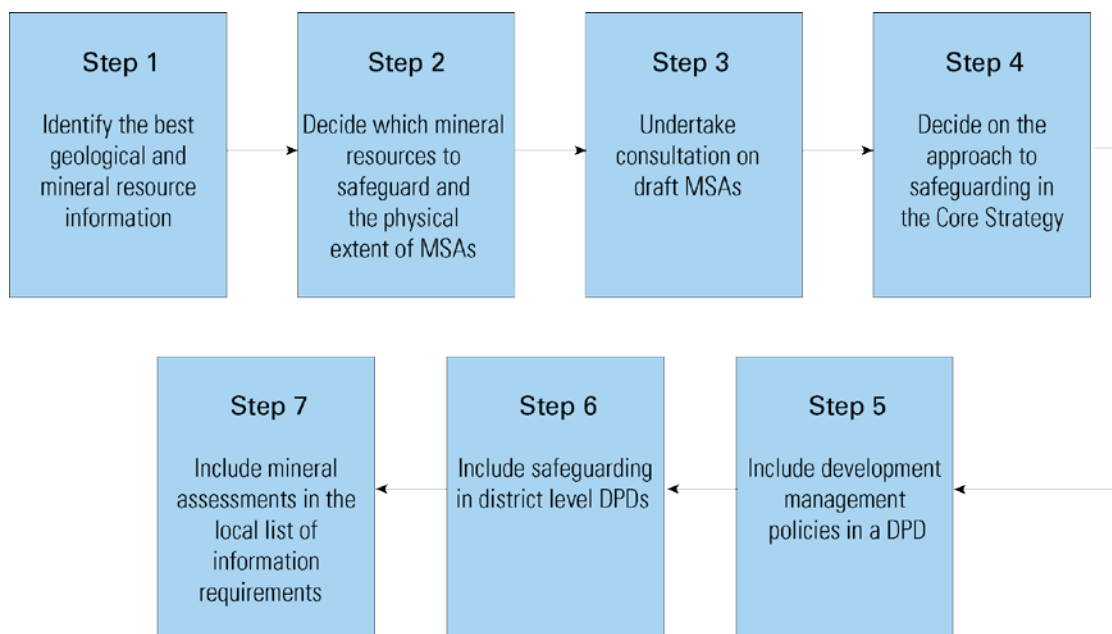 Step 1
Identify the best
geological and
mineral resource
information
Step 2
Decide which mineral
resources to
safeguard and
the physical
extent of MSAs
Step 3
Undertake
consultation on
draft MSAs
Step 4
Decide on the
approach to
safeguarding in
the Core Strategy
Step 5
Include development
management
policies in a DPD
Step 6
Include safeguarding
in district level DPDs
Step 7
Include mineral
assessments in the
local list of
information
requirements